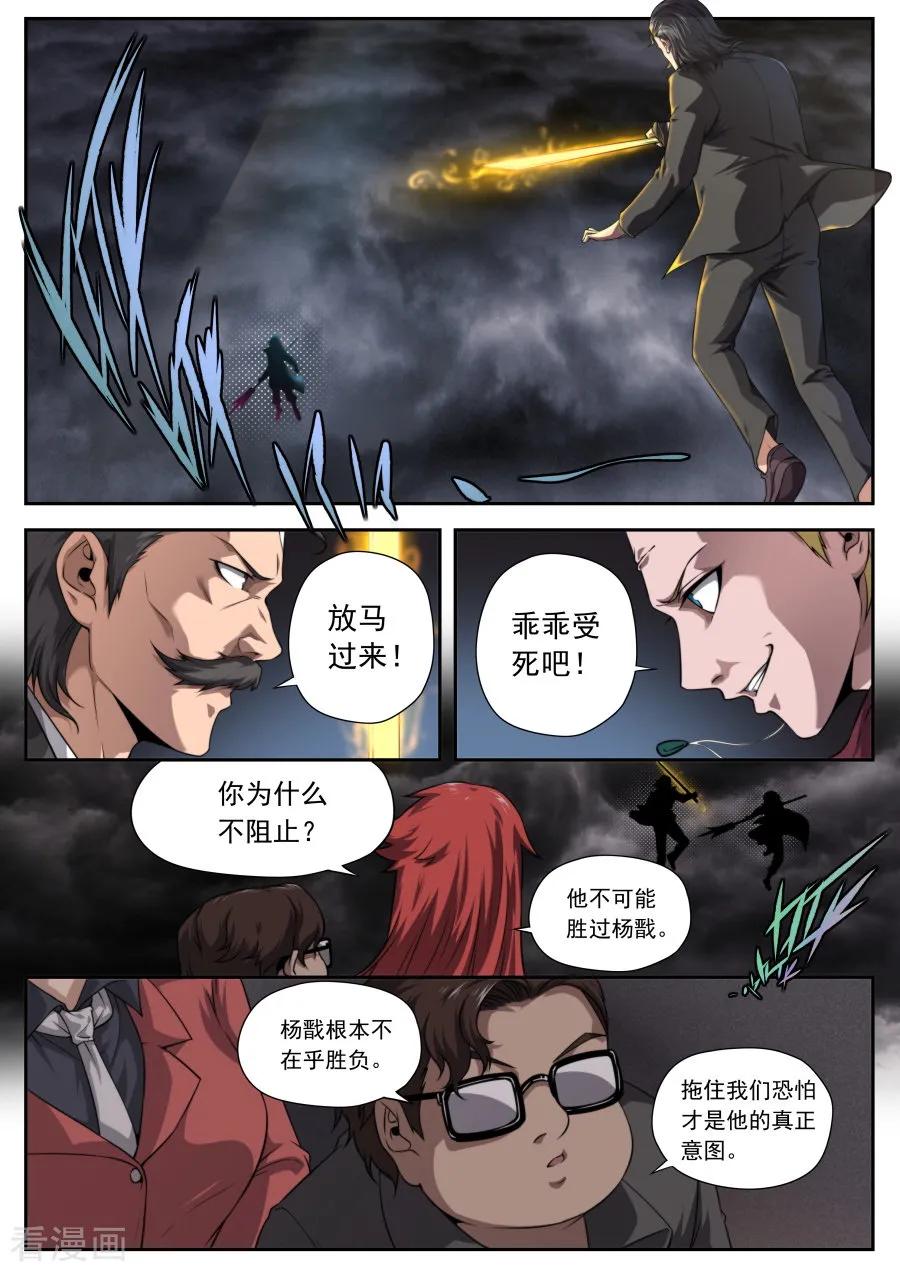 放马
过来！
乖乖受
死吧！
你为什么
不阻止？
他不可能
胜过杨戬。
杨戬根本不
在乎胜负。
拖住我们恐怕
才是他的真正
意图。
看漫画